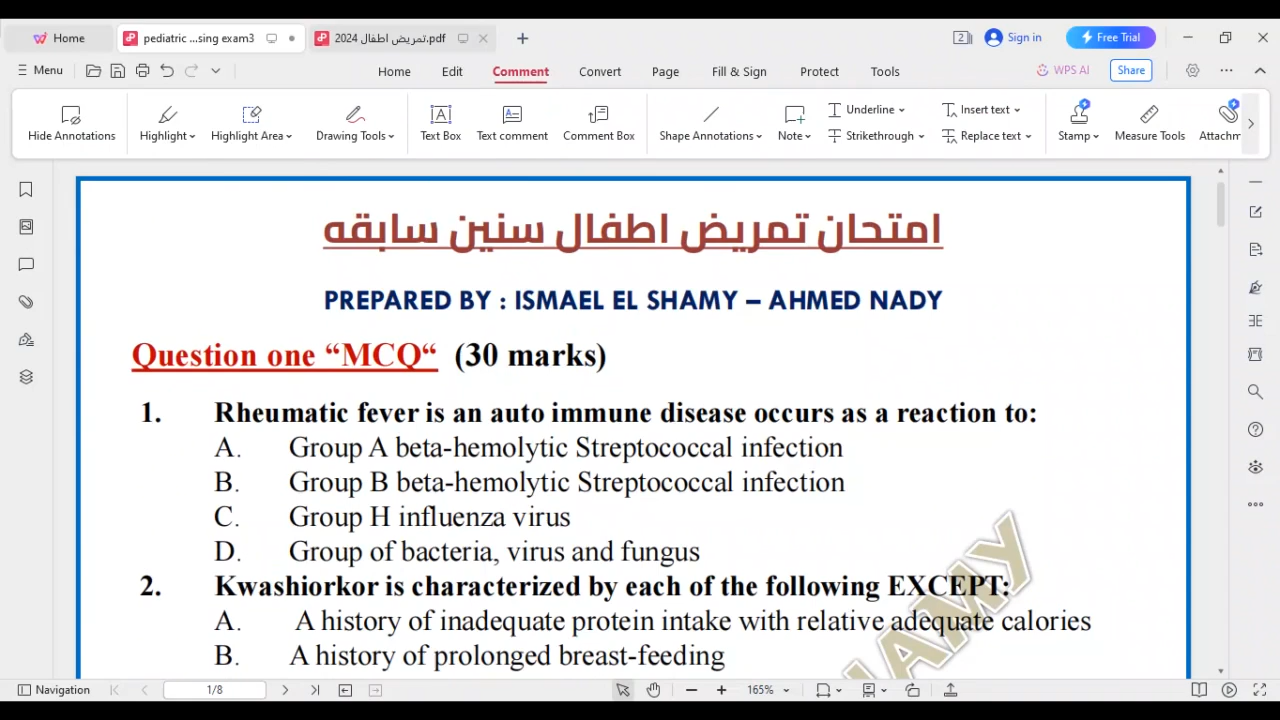 Home
pediatric ...sing exam3
تمريض اطفال 2024.pdf
2
Sign in
Free Trial
Menu
Home
Edit
Comment
Convert
Page
Fill & Sign
Protect
Tools
WPS AI
Share
Hide Annotations
Highlight
Highlight Area
Drawing Tools
Text Box
Text comment
Comment Box
Shape Annotations
Note
Underline
Strikethrough
Insert text
Replace text
Stamp
Measure Tools
Attachm
امتحان تمريض اطفال سنين سابقه
PREPARED BY : ISMAEL EL SHAMY – AHMED NADY
Question one “MCQ“ (30 marks)
1. Rheumatic fever is an auto immune disease occurs as a reaction to:
A. Group A beta-hemolytic Streptococcal infection
B. Group B beta-hemolytic Streptococcal infection
C. Group H influenza virus
D. Group of bacteria, virus and fungus
2. Kwashiorkor is characterized by each of the following EXCEPT:
A. A history of inadequate protein intake with relative adequate calories
B. A history of prolonged breast-feeding
Navigation
1/8
165%